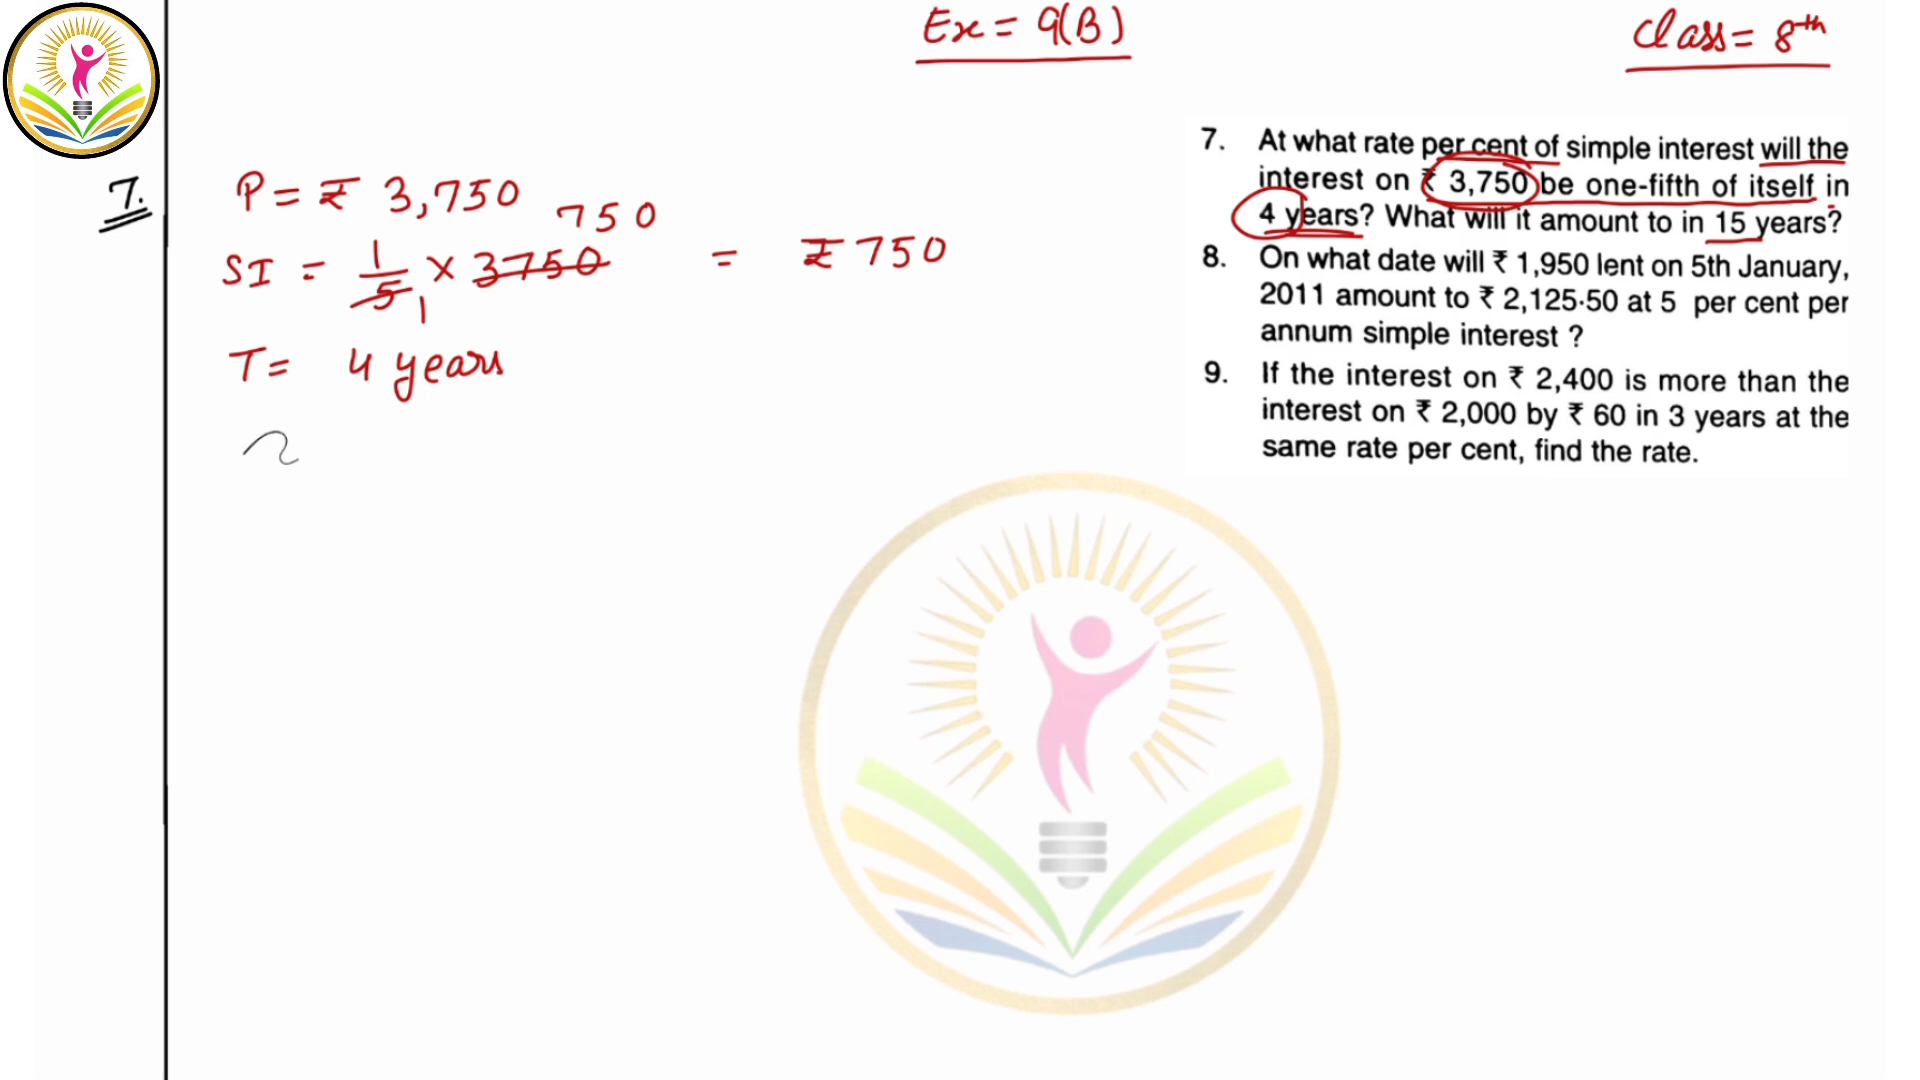 Ex = 9(B)
Class = 8th
7. At what rate per cent of simple interest will the
interest on ₹ 3,750 be one-fifth of itself in
4 years? What will it amount to in 15 years?
8. On what date will ₹ 1,950 lent on 5th January,
2011 amount to ₹ 2,125·50 at 5 per cent per
annum simple interest ?
9. If the interest on ₹ 2,400 is more than the
interest on ₹ 2,000 by ₹ 60 in 3 years at the
same rate per cent, find the rate.
7.
P = ₹ 3,750
750
SI = 1/5 × 3750 = ₹ 750
1
T = 4 years